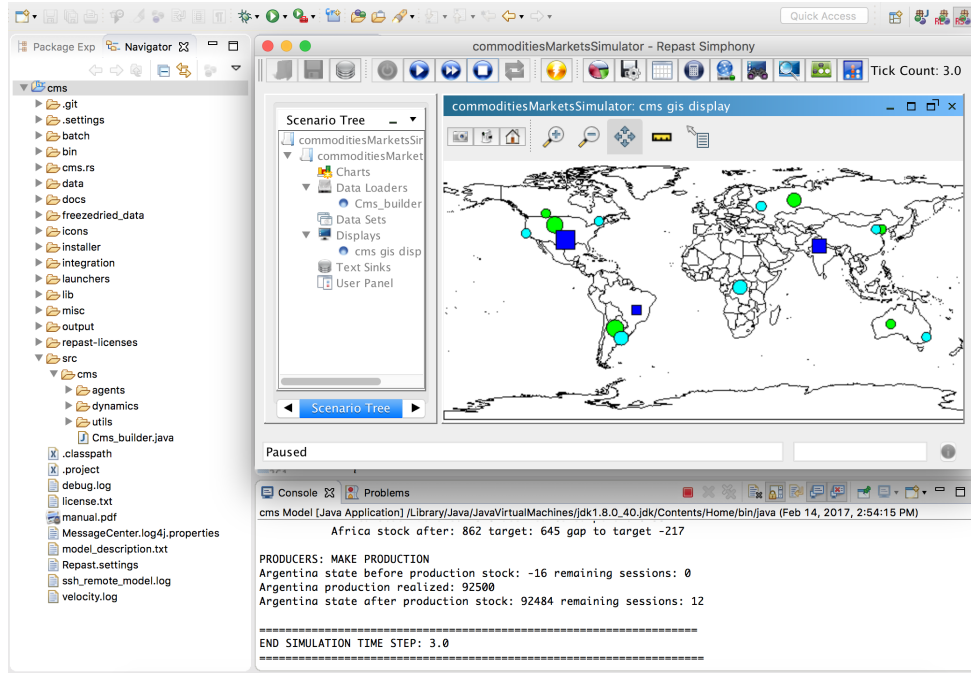 Quick Access
Package Exp
Navigator
cms
.git
.settings
batch
bin
cms.rs
data
docs
freezedried_data
icons
installer
integration
launchers
lib
misc
output
repast-licenses
src
cms
agents
dynamics
utils
Cms_builder.java
.classpath
.project
debug.log
license.txt
manual.pdf
MessageCenter.log4j.properties
model_description.txt
Repast.settings
ssh_remote_model.log
velocity.log
commoditiesMarketsSimulator - Repast Simphony
Tick Count: 3.0
Scenario Tree
commoditiesMarketsSir
commoditiesMarket
Charts
Data Loaders
Cms_builder
Data Sets
Displays
cms gis disp
Text Sinks
User Panel
Scenario Tree
commoditiesMarketsSimulator: cms gis display
Paused
Console
Problems
cms Model [Java Application] /Library/Java/JavaVirtualMachines/jdk1.8.0_40.jdk/Contents/Home/bin/java (Feb 14, 2017, 2:54:15 PM)
Africa stock after: 862 target: 645 gap to target -217
PRODUCERS: MAKE PRODUCTION
Argentina state before production stock: -16 remaining sessions: 0
Argentina production realized: 92500
Argentina state after production stock: 92484 remaining sessions: 12
===================================================================
END SIMULATION TIME STEP: 3.0
====================================================================